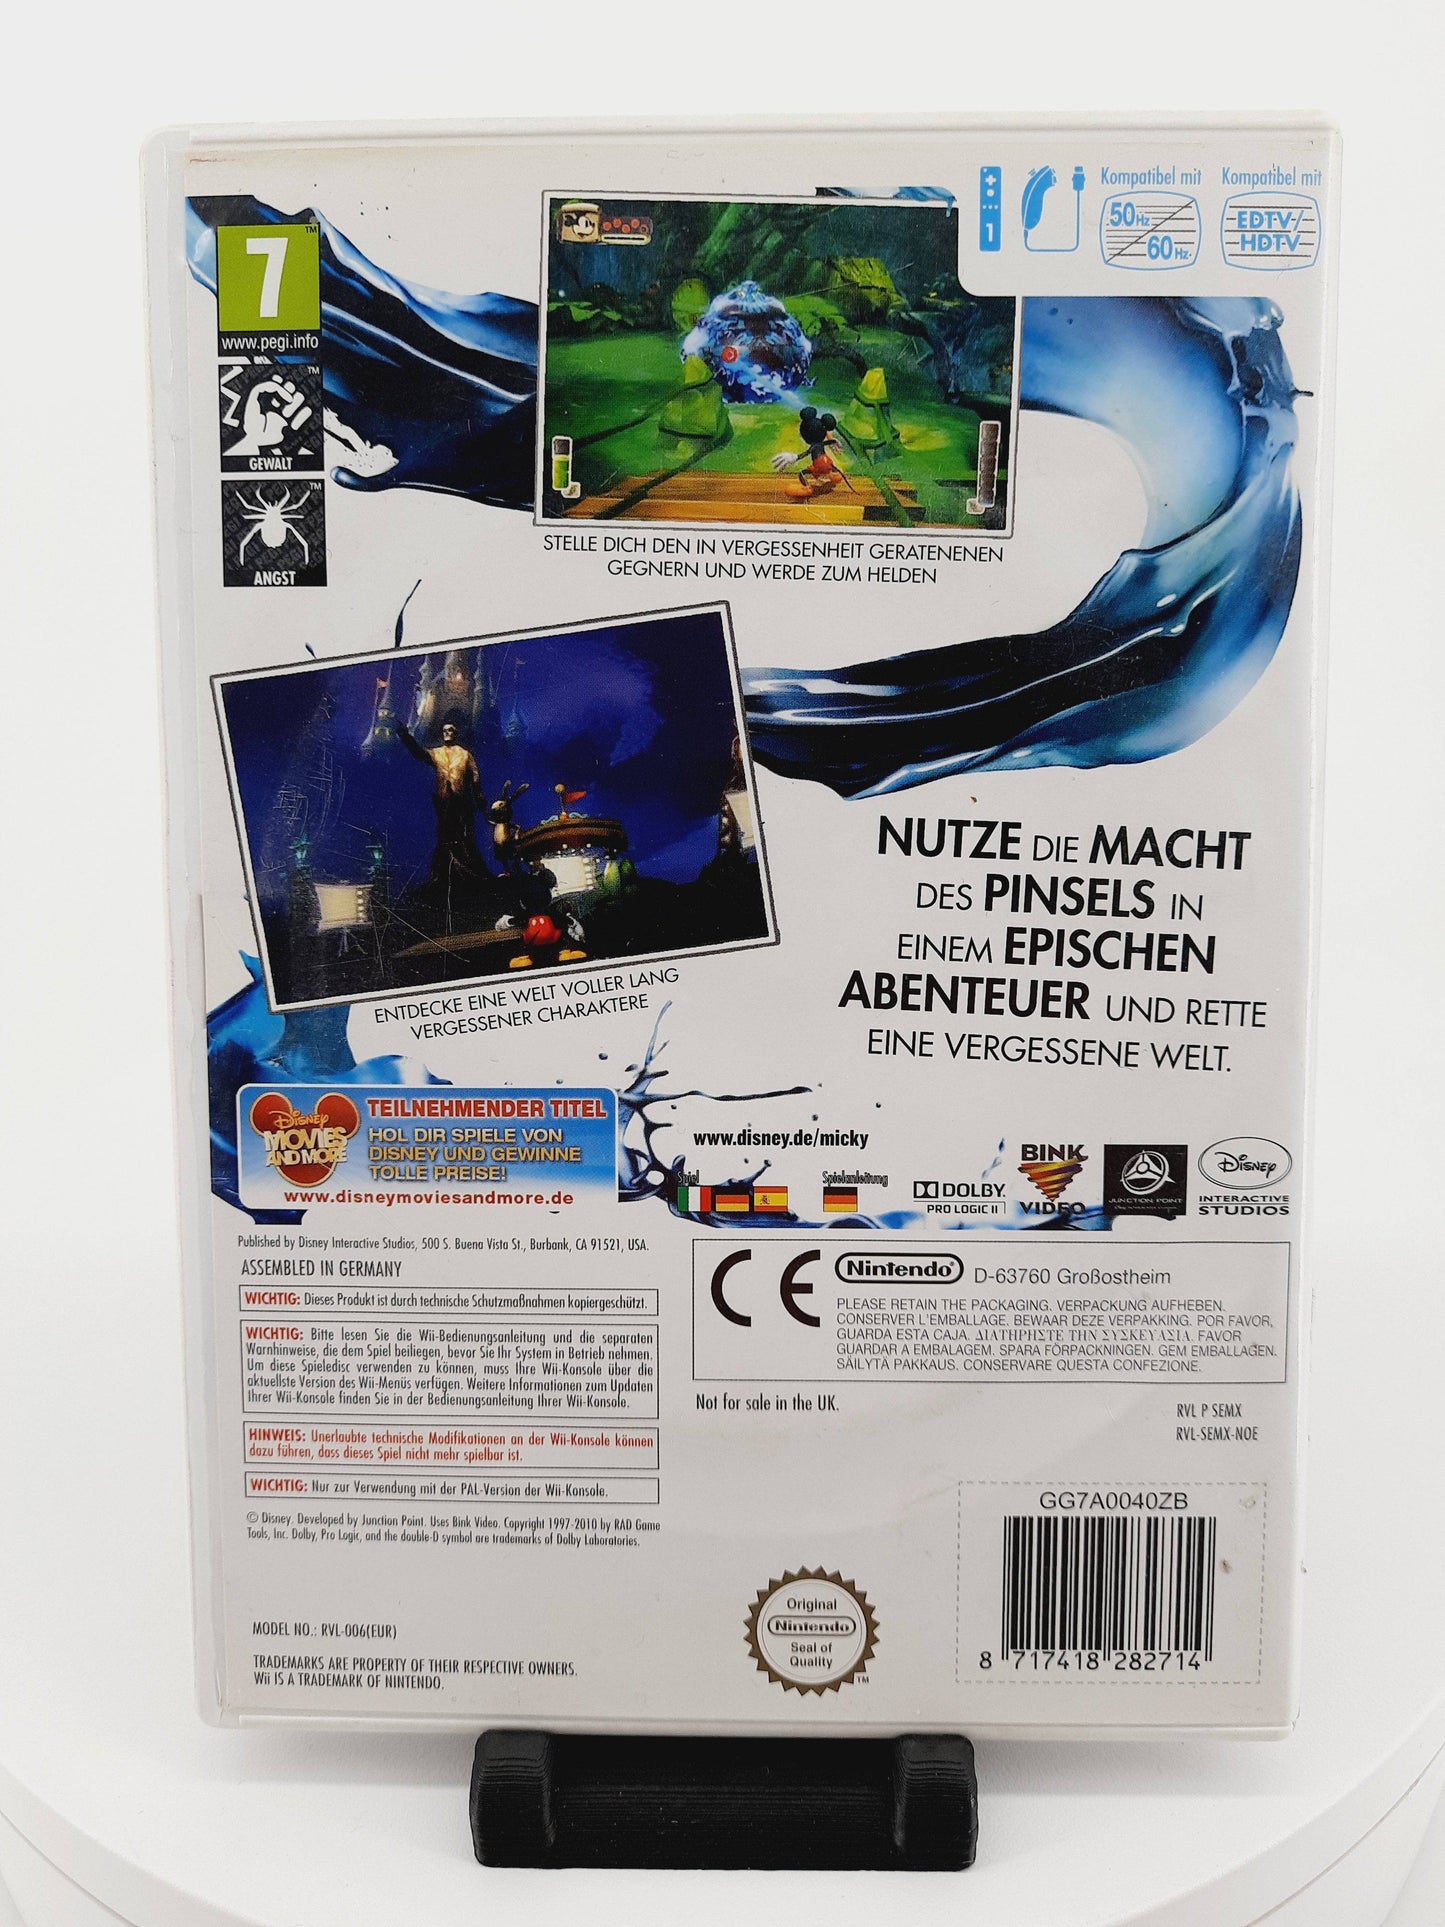 7
TM
www.pegi.info
TM
GEWALT
TM
ANGST
1
Kompatibel mit
50Hz
60Hz
Kompatibel mit
EDTV/
HDTV
STELLE DICH DEN IN VERGESSENHEIT GERATENENEN
GEGNERN UND WERDE ZUM HELDEN
ENTDECKE EINE WELT VOLLER LANG
VERGESSENER CHARAKTERE
NUTZE DIE MACHT
DES PINSELS IN
EINEM EPISCHEN
ABENTEUER UND RETTE
EINE VERGESSENE WELT.
Disney
MOVIES
AND MORE
TEILNEHMENDER TITEL
HOL DIR SPIELE VON
DISNEY UND GEWINNE
TOLLE PREISE!
www.disneymoviesandmore.de
www.disney.de/micky
Spiel
Spielanleitung
DOLBY
PRO LOGIC II
BINK
VIDEO
JUNCTION POINT
Disney
INTERACTIVE
STUDIOS
Published by Disney Interactive Studios, 500 S. Buena Vista St., Burbank, CA 91521, USA.
ASSEMBLED IN GERMANY
WICHTIG: Dieses Produkt ist durch technische Schutzmaßnahmen kopiergeschützt.
WICHTIG: Bitte lesen Sie die Wii-Bedienungsanleitung und die separaten
Warnhinweise, die dem Spiel beiliegen, bevor Sie Ihr System in Betrieb nehmen.
Um diese Spieledisc verwenden zu können, muss Ihre Wii-Konsole über die
aktuellste Version des Wii-Menüs verfügen. Weitere Informationen zum Updaten
Ihrer Wii-Konsole finden Sie in der Bedienungsanleitung Ihrer Wii-Konsole.
HINWEIS: Unerlaubte technische Modifikationen an der Wii-Konsole können
dazu führen, dass dieses Spiel nicht mehr spielbar ist.
WICHTIG: Nur zur Verwendung mit der PAL-Version der Wii-Konsole.
© Disney. Developed by Junction Point. Uses Bink Video. Copyright 1997-2010 by RAD Game
Tools, Inc. Dolby, Pro Logic, and the double-D symbol are trademarks of Dolby Laboratories.
MODEL NO.: RVL-006(EUR)
TRADEMARKS ARE PROPERTY OF THEIR RESPECTIVE OWNERS.
Wii IS A TRADEMARK OF NINTENDO.
CE
Nintendo®
D-63760 Großostheim
PLEASE RETAIN THE PACKAGING. VERPACKUNG AUFHEBEN.
CONSERVER L'EMBALLAGE. BEWAAR DEZE VERPAKKING. POR FAVOR,
GUARDA ESTA CAJA. ΔΙΑΤΗΡΗΣΤΕ ΤΗΝ ΣΥΣΚΕΥΑΣΙΑ. FAVOR
GUARDAR A EMBALAGEM. SPARA FÖRPACKNINGEN. GEM EMBALLAGEN.
SÄILYTÄ PAKKAUS. CONSERVARE QUESTA CONFEZIONE.
Not for sale in the UK.
RVL P SEMX
RVL-SEMX-NOE
GG7A0040ZB
8 717418 282714
Original
Nintendo
Seal of
Quality
TM